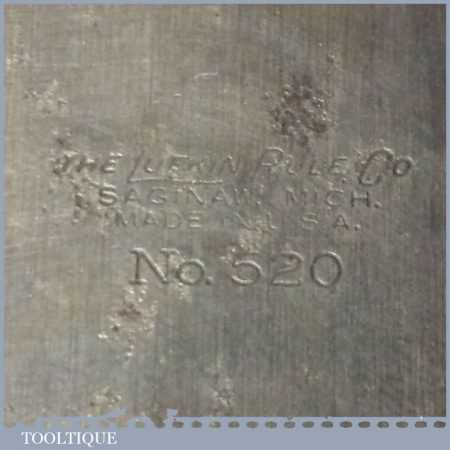 THE LUFKIN RULE CO
SAGINAW, MICH.
MADE IN U.S.A.
No. 520
TOOLTIQUE